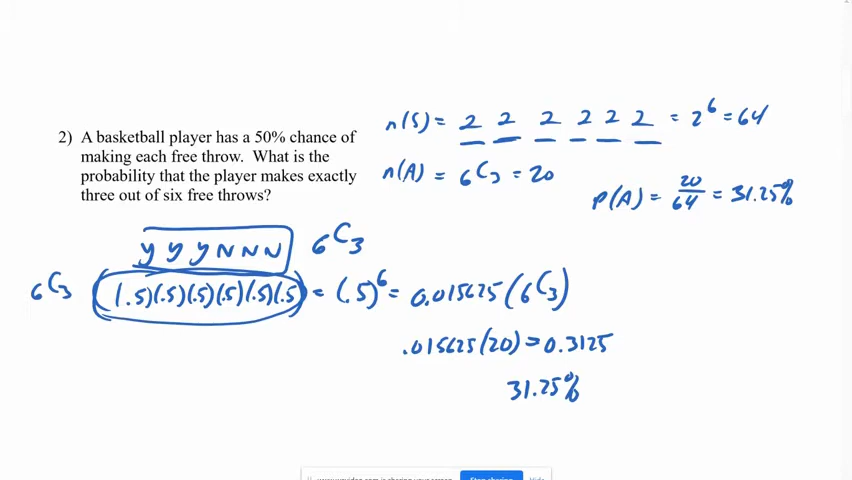 2) A basketball player has a 50% chance of
making each free throw. What is the
probability that the player makes exactly
three out of six free throws?
n(S) = 2 2 2 2 2 2 = 2^6 = 64
n(A) = 6C3 = 20
P(A) = 20/64 = 31.25%
y y y N N N 6C3
6C3 (.5)(.5)(.5)(.5)(.5)(.5) = (.5)^6 = 0.015625 (6C3)
.015625 (20) = 0.3125
31.25%
Stop sharing
Hide